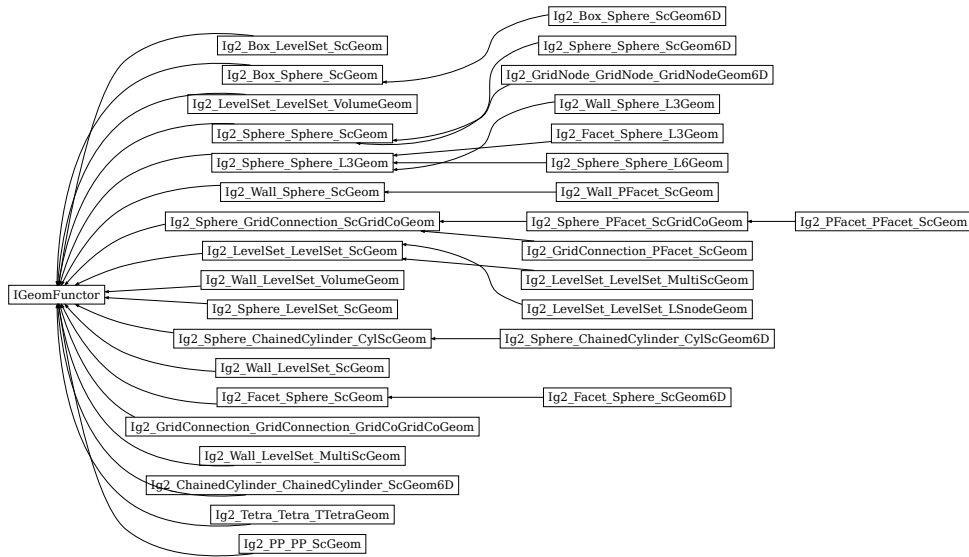 Ig2_Box_Sphere_ScGeom6D
Ig2_Box_LevelSet_ScGeom
Ig2_Sphere_Sphere_ScGeom6D
Ig2_Box_Sphere_ScGeom
Ig2_GridNode_GridNode_GridNodeGeom6D
Ig2_LevelSet_LevelSet_VolumeGeom
Ig2_Wall_Sphere_L3Geom
Ig2_Sphere_Sphere_ScGeom
Ig2_Facet_Sphere_L3Geom
Ig2_Sphere_Sphere_L3Geom
Ig2_Sphere_Sphere_L6Geom
Ig2_Wall_Sphere_ScGeom
Ig2_Wall_PFacet_ScGeom
Ig2_Sphere_GridConnection_ScGridCoGeom
Ig2_Sphere_PFacet_ScGridCoGeom
Ig2_PFacet_PFacet_ScGeom
Ig2_LevelSet_LevelSet_ScGeom
Ig2_GridConnection_PFacet_ScGeom
Ig2_Wall_LevelSet_VolumeGeom
Ig2_LevelSet_LevelSet_MultiScGeom
IGeomFunctor
Ig2_Sphere_LevelSet_ScGeom
Ig2_LevelSet_LevelSet_LSnodeGeom
Ig2_Sphere_ChainedCylinder_CylScGeom
Ig2_Sphere_ChainedCylinder_CylScGeom6D
Ig2_Wall_LevelSet_ScGeom
Ig2_Facet_Sphere_ScGeom
Ig2_Facet_Sphere_ScGeom6D
Ig2_GridConnection_GridConnection_GridCoGridCoGeom
Ig2_Wall_LevelSet_MultiScGeom
Ig2_ChainedCylinder_ChainedCylinder_ScGeom6D
Ig2_Tetra_Tetra_TTetraGeom
Ig2_PP_PP_ScGeom